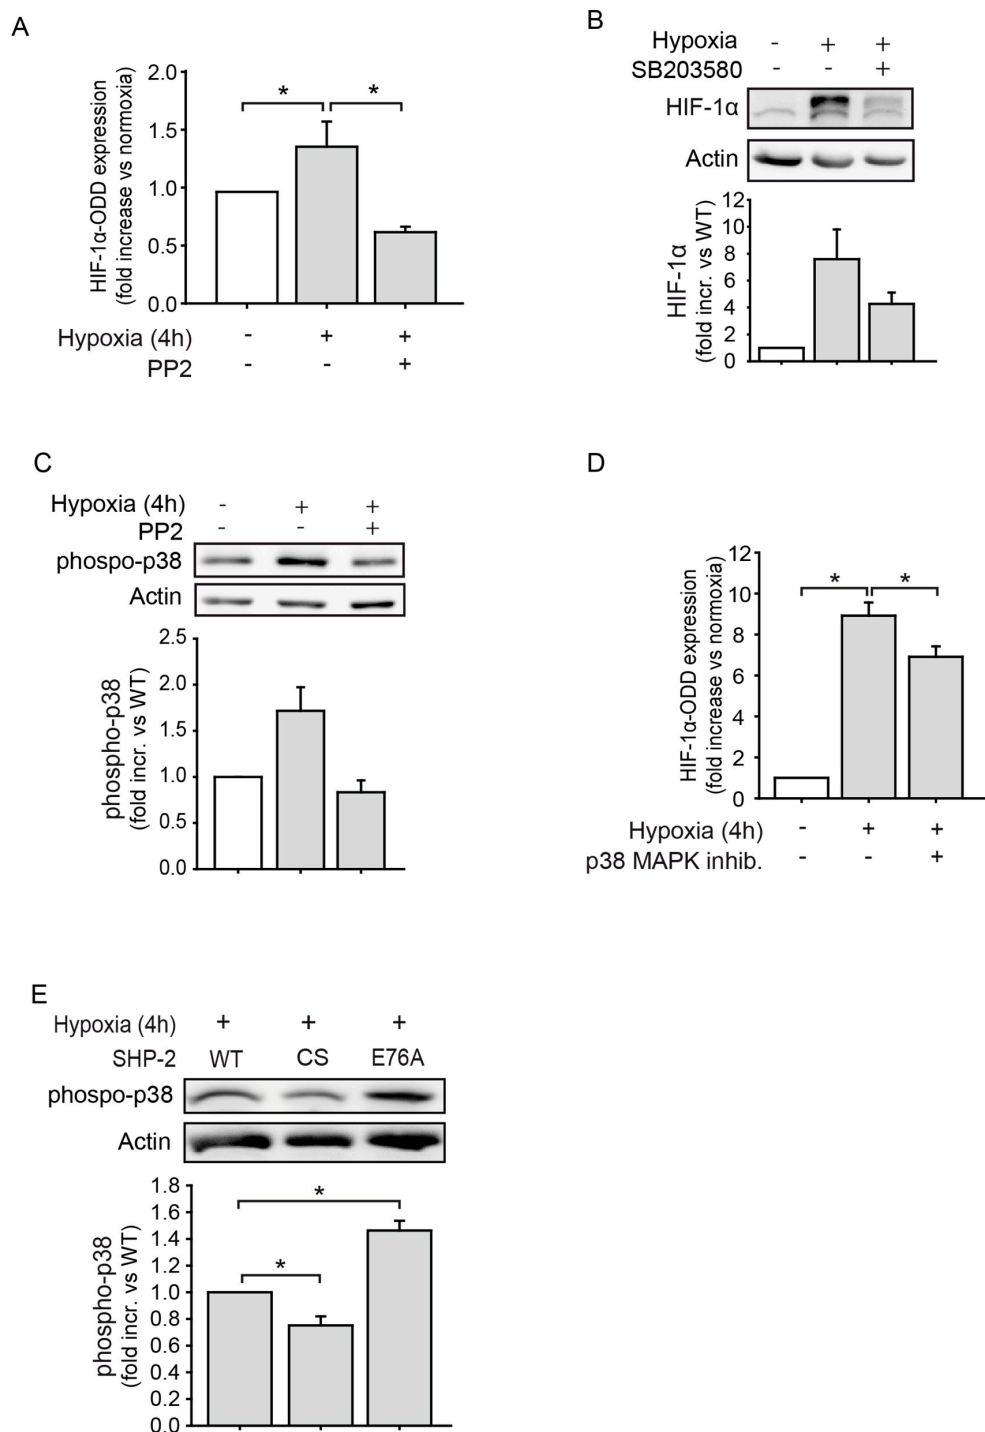 A
HIF-1α-ODD expression
(fold increase vs normoxia)
2.0
1.5
1.0
0.5
0.0
* *
Hypoxia (4h) - + +
PP2 - - +
B
Hypoxia - + +
SB203580 - - +
HIF-1α
Actin
HIF-1α
(fold incr. vs WT)
12
10
8
6
4
2
0
C
Hypoxia (4h) - + +
PP2 - - +
phospo-p38
Actin
phospho-p38
(fold incr. vs WT)
2.5
2.0
1.5
1.0
0.5
0.0
D
HIF-1α-ODD expression
(fold increase vs normoxia)
12
10
8
6
4
2
0
* *
Hypoxia (4h) - + +
p38 MAPK inhib. - - +
E
Hypoxia (4h) + + +
SHP-2 WT CS E76A
phospo-p38
Actin
phospho-p38
(fold incr. vs WT)
1.8
1.6
1.4
1.2
1.0
0.8
0.6
0.4
0.2
0.0
*
*